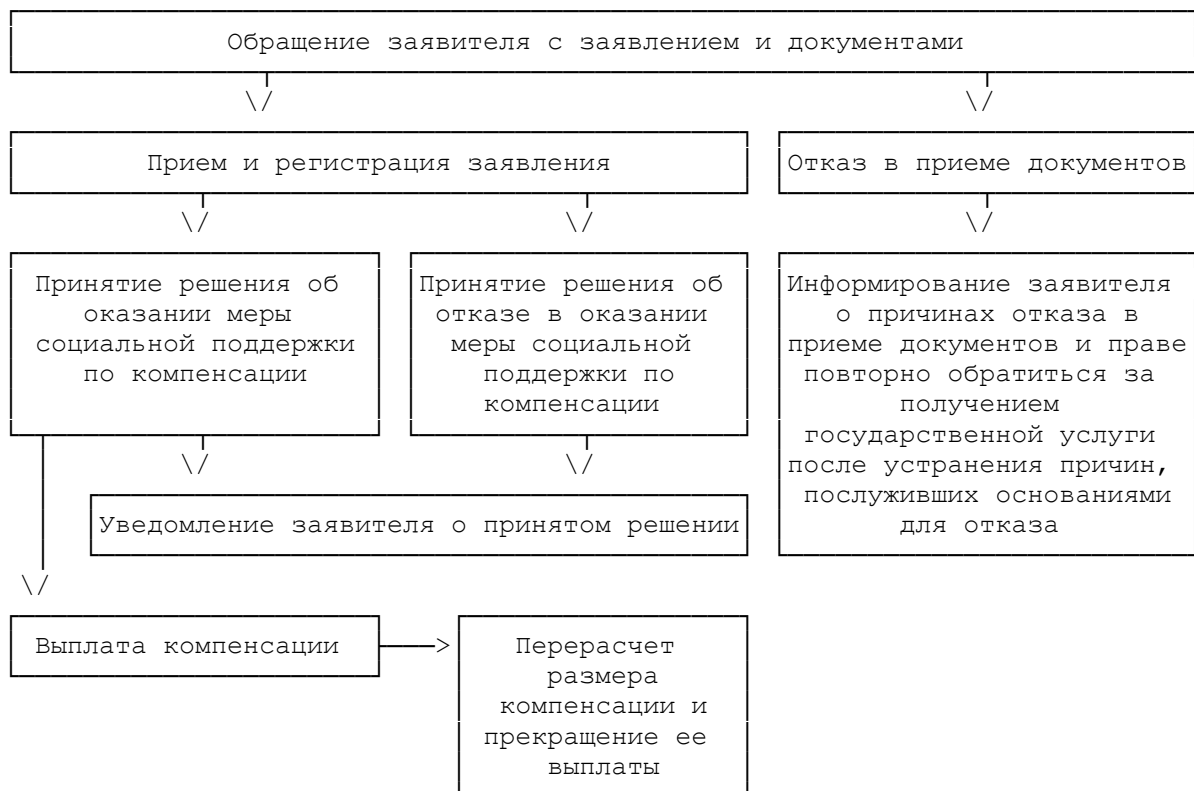 Обращение заявителя с заявлением и документами
Прием и регистрация заявления
Отказ в приеме документов
Принятие решения об
оказании меры
социальной поддержки
по компенсации
Принятие решения об
отказе в оказании
меры социальной
поддержки по
компенсации
Информирование заявителя
о причинах отказа в
приеме документов и праве
повторно обратиться за
получением
государственной услуги
после устранения причин,
послуживших основаниями
для отказа
Уведомление заявителя о принятом решении
Выплата компенсации
Перерасчет
размера
компенсации и
прекращение ее
выплаты